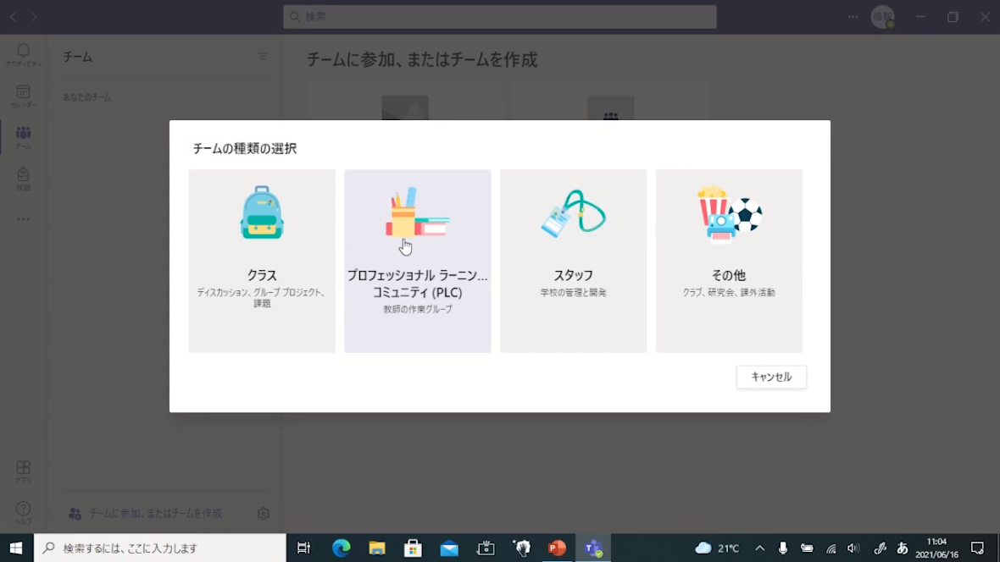 検索
福智
アクティビティ
カレンダー
チーム
課題
アプリ
ヘルプ
チーム
あなたのチーム
チームに参加、またはチームを作成
チームに参加、またはチームを作成
チームの種類の選択
クラス
ディスカッション、グループ プロジェクト、
課題
プロフェッショナル ラーニン...
コミュニティ (PLC)
教師の作業グループ
スタッフ
学校の管理と開発
その他
クラブ、研究会、課外活動
キャンセル
検索するには、ここに入力します
21℃
あ
11:04
2021/06/16